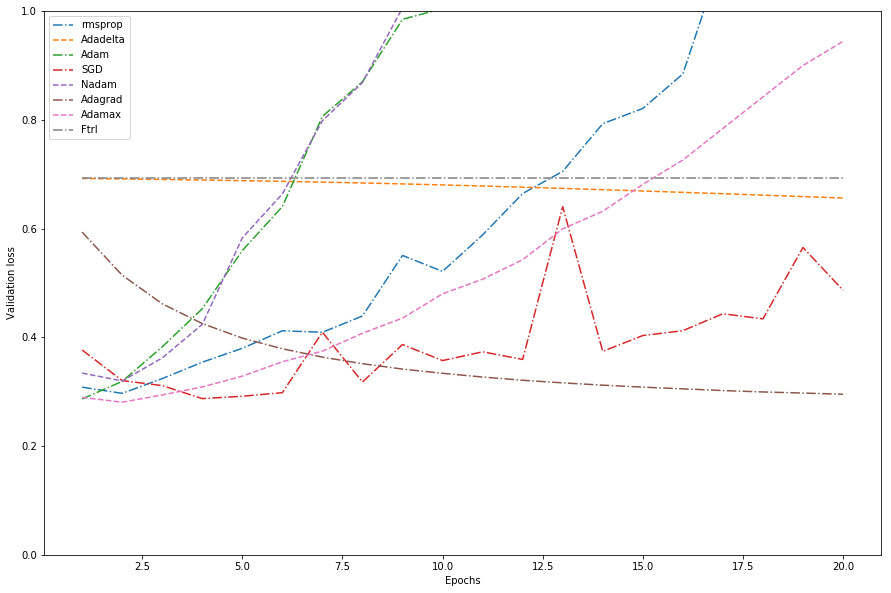 rmsprop
Adadelta
Adam
SGD
Nadam
Adagrad
Adamax
Ftrl
1.0
0.8
0.6
0.4
0.2
0.0
Validation loss
2.5 5.0 7.5 10.0 12.5 15.0 17.5 20.0
Epochs